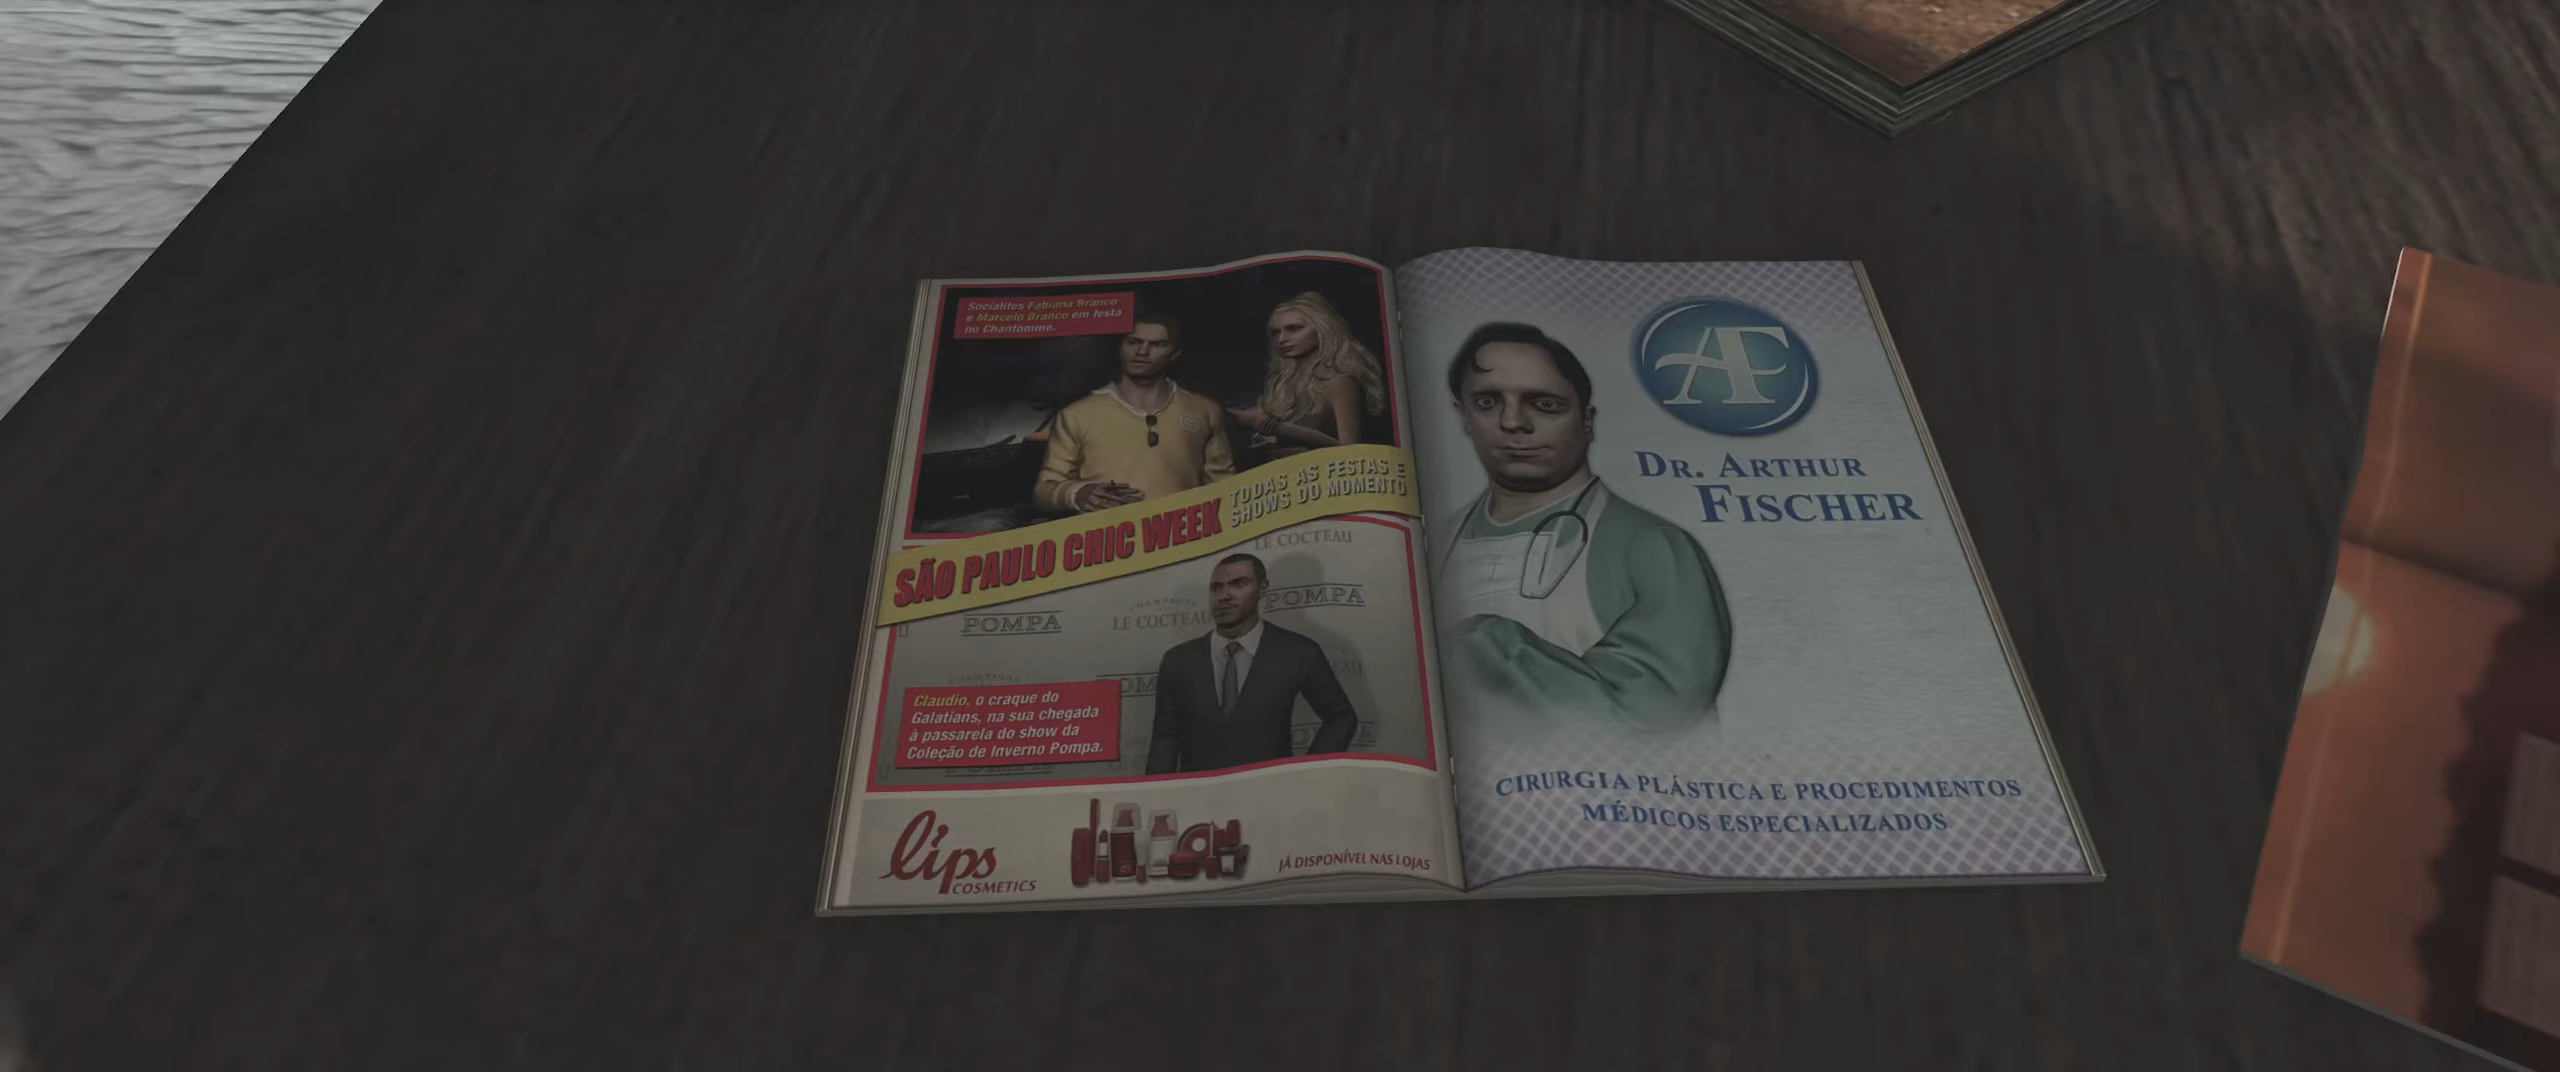 Socialites Fabiana Branco
e Marcelo Branco em festa
no Chantomme.
SÃO PAULO CHIC WEEK
TODAS AS FESTAS E
SHOWS DO MOMENTO
LE COCTEAU
POMPA
CHAMPAGNE
LE COCTEAU
POMPA
CHAMPAGNE
Claudio, o craque do
Galatians, na sua chegada
à passarela do show da
Coleção de Inverno Pompa.
lips
COSMETICS
JÁ DISPONÍVEL NAS LOJAS
AF
DR. ARTHUR
FISCHER
CIRURGIA PLÁSTICA E PROCEDIMENTOS
MÉDICOS ESPECIALIZADOS